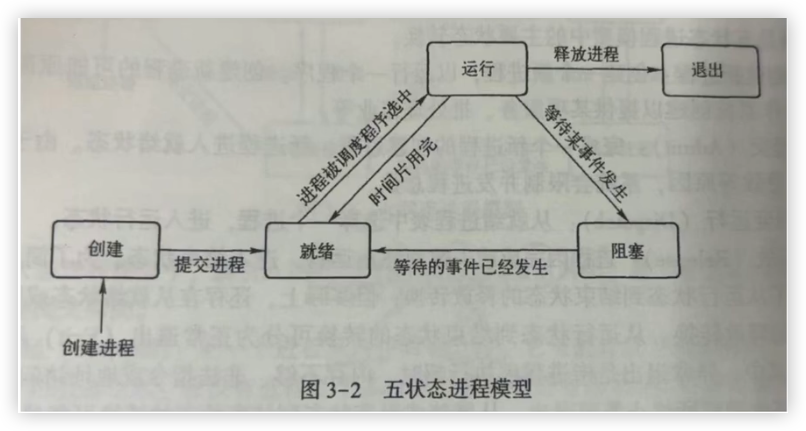 运行
释放进程
退出
进程被调度程序选中
时间片用完
等待某事件发生
创建
提交进程
就绪
等待的事件已经发生
阻塞
创建进程
图3-2 五状态进程模型